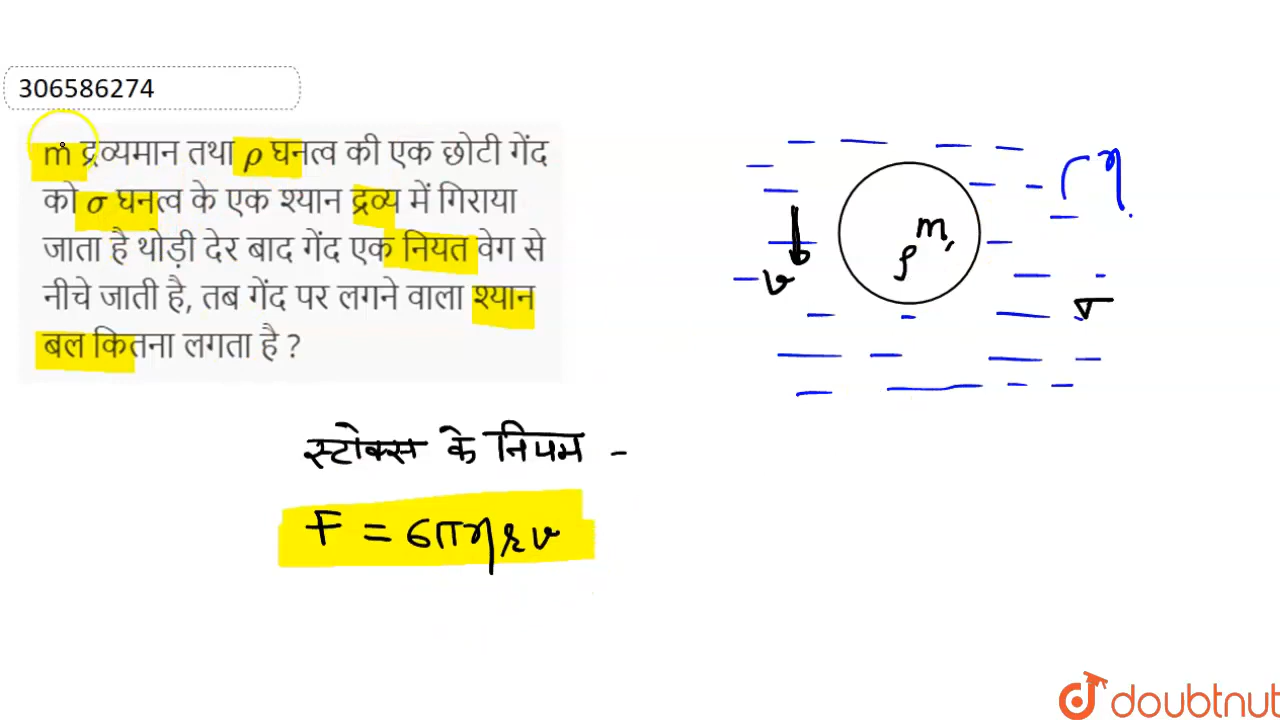 306586274
m द्रव्यमान तथा ρ घनत्व की एक छोटी गेंद
को σ घनत्व के एक श्यान द्रव्य में गिराया
जाता है थोड़ी देर बाद गेंद एक नियत वेग से
नीचे जाती है, तब गेंद पर लगने वाला श्यान
बल कितना लगता है ?
η
m,
ρ
v
σ
स्टोक्स के नियम -
F = 6πηrv
doubtnut